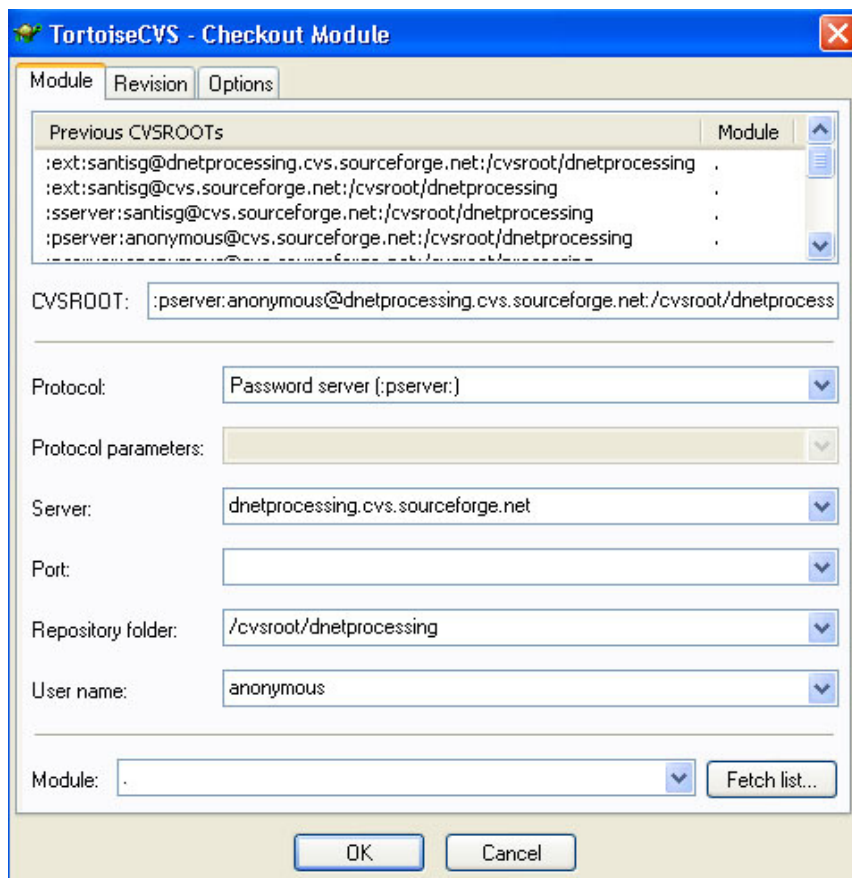 TortoiseCVS - Checkout Module
Module Revision Options
Previous CVSROOTs Module
:ext:santisg@dnetprocessing.cvs.sourceforge.net:/cvsroot/dnetprocessing .
:ext:santisg@cvs.sourceforge.net:/cvsroot/dnetprocessing .
:sserver:santisg@cvs.sourceforge.net:/cvsroot/dnetprocessing .
:pserver:anonymous@cvs.sourceforge.net:/cvsroot/dnetprocessing .
CVSROOT: :pserver:anonymous@dnetprocessing.cvs.sourceforge.net:/cvsroot/dnetprocess
Protocol: Password server (:pserver:)
Protocol parameters:
Server: dnetprocessing.cvs.sourceforge.net
Port:
Repository folder: /cvsroot/dnetprocessing
User name: anonymous
Module: . Fetch list...
OK Cancel